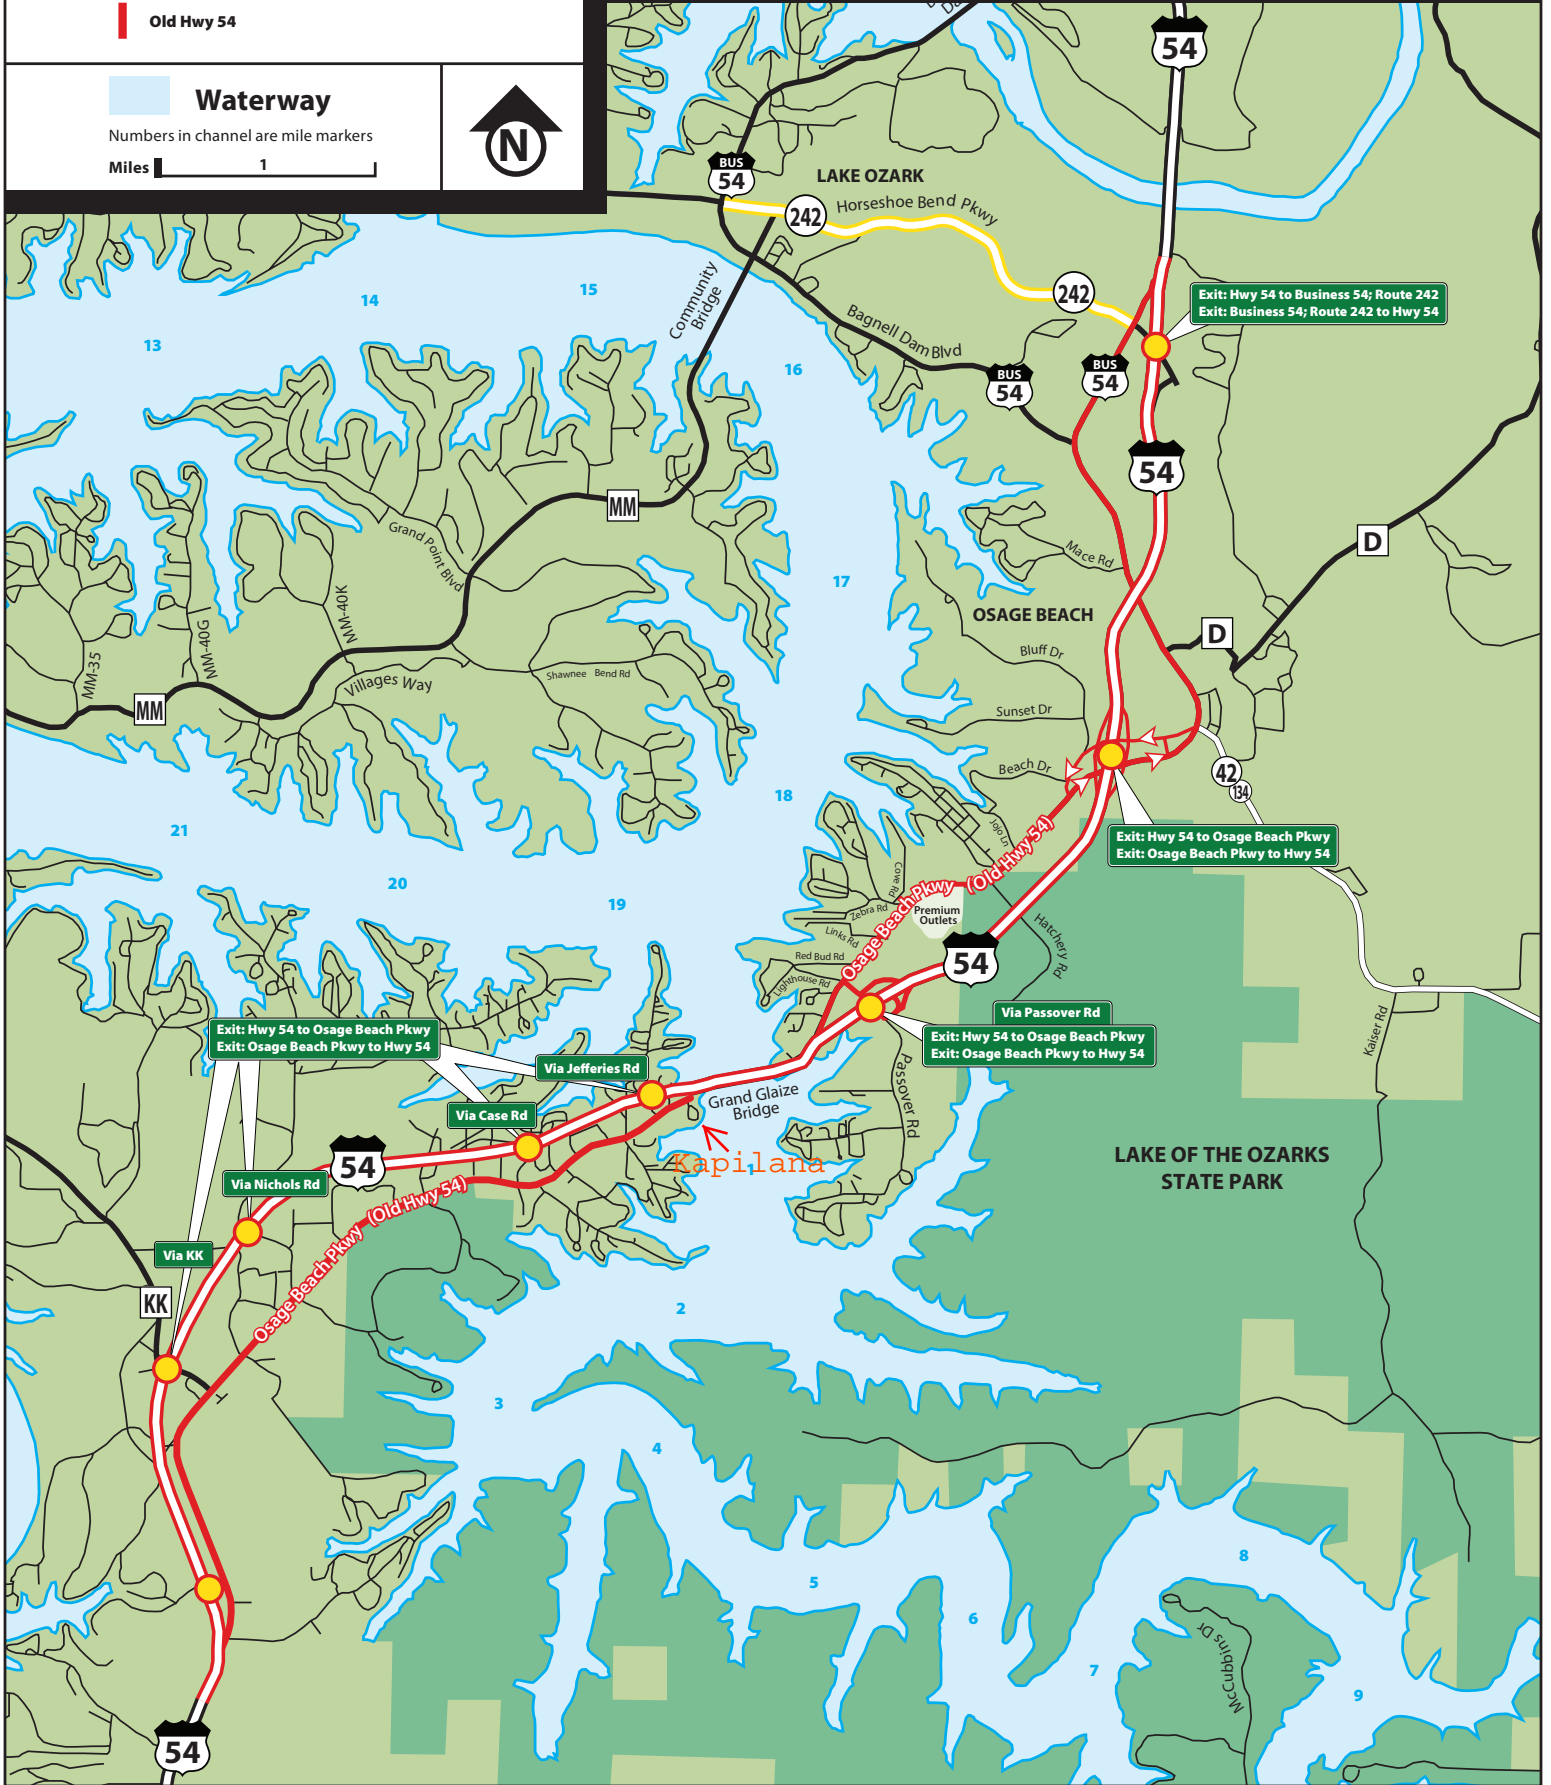 Old Hwy 54
Waterway
Numbers in channel are mile markers
Miles 1
N
54
BUS
54
LAKE OZARK
242
Horseshoe Bend Pkwy
Community
Bridge
15
14
13
16
242
Exit: Hwy 54 to Business 54; Route 242
Exit: Business 54; Route 242 to Hwy 54
Bagnell Dam Blvd
BUS
54
BUS
54
54
MM
Grand Point Blvd
D
Mace Rd
17
MM-40K
MM-40G
MM-35
OSAGE BEACH
D
Bluff Dr
Shawnee Bend Rd
Villages Way
MM
Sunset Dr
Beach Dr
42
134
18
21
Jojo Ln
Exit: Hwy 54 to Osage Beach Pkwy
Exit: Osage Beach Pkwy to Hwy 54
20
19
Cove Rd
Osage Beach Pkwy (Old Hwy 54)
Zebra Rd
Premium
Outlets
Links Rd
Hatchery Rd
Red Bud Rd
54
Lighthouse Rd
Via Passover Rd
Exit: Hwy 54 to Osage Beach Pkwy
Exit: Osage Beach Pkwy to Hwy 54
Kaiser Rd
Exit: Hwy 54 to Osage Beach Pkwy
Exit: Osage Beach Pkwy to Hwy 54
Via Jefferies Rd
Passover Rd
Grand Glaize
Bridge
Via Case Rd
Kapilana
1
54
LAKE OF THE OZARKS
STATE PARK
Via Nichols Rd
Osage Beach Pkwy (Old Hwy 54)
Via KK
KK
2
3
4
5
6
7
8
9
McCubbins Dr
54